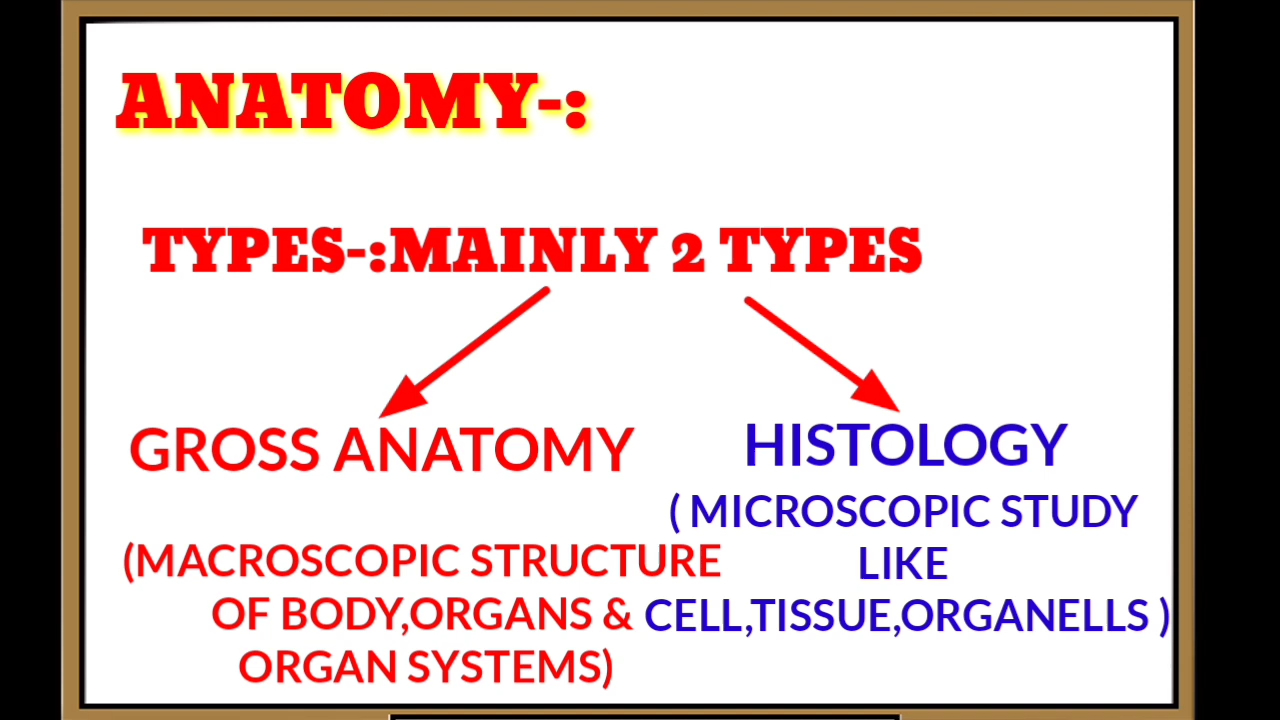 ANATOMY-:
TYPES-:MAINLY 2 TYPES
GROSS ANATOMY
(MACROSCOPIC STRUCTURE
OF BODY,ORGANS &
ORGAN SYSTEMS)
HISTOLOGY
( MICROSCOPIC STUDY
LIKE
CELL,TISSUE,ORGANELLS )